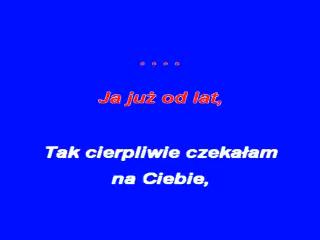 • • • •
Ja już od lat,
Tak cierpliwie czekałam
na Ciebie,